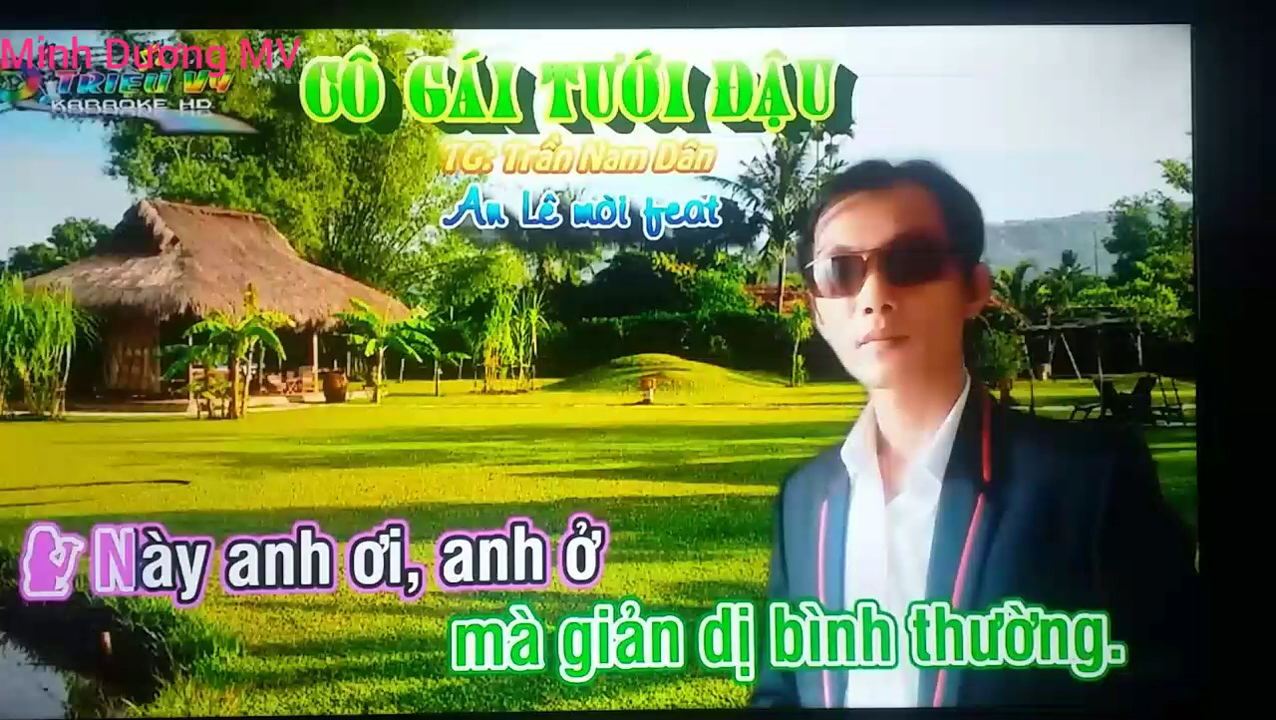 Minh Dương MV
TRIỆU VY
KARAOKE HD
CÔ GÁI TƯỚI ĐẬU
TG: Trần Nam Dân
An Lê mời feat
Này anh ơi, anh ở
mà giản dị bình thường.